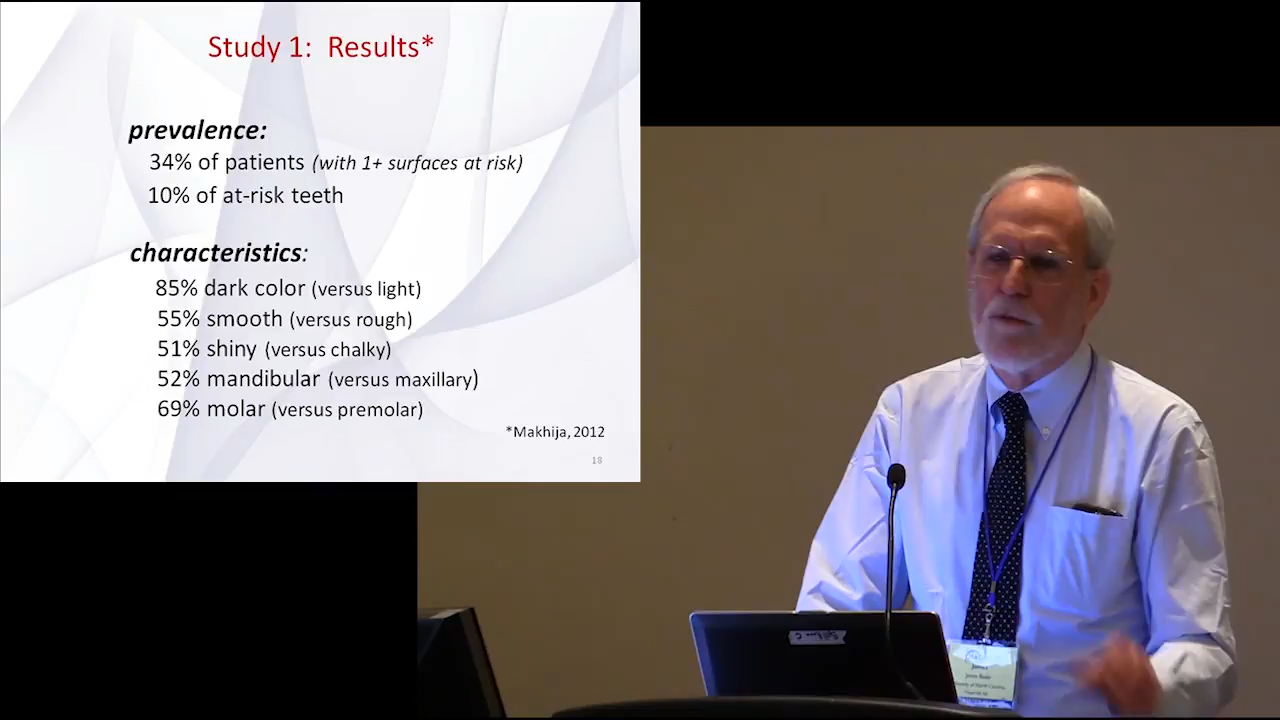 Study 1: Results*
prevalence:
34% of patients (with 1+ surfaces at risk)
10% of at-risk teeth
characteristics:
85% dark color (versus light)
55% smooth (versus rough)
51% shiny (versus chalky)
52% mandibular (versus maxillary)
69% molar (versus premolar)
*Makhija, 2012
18
James